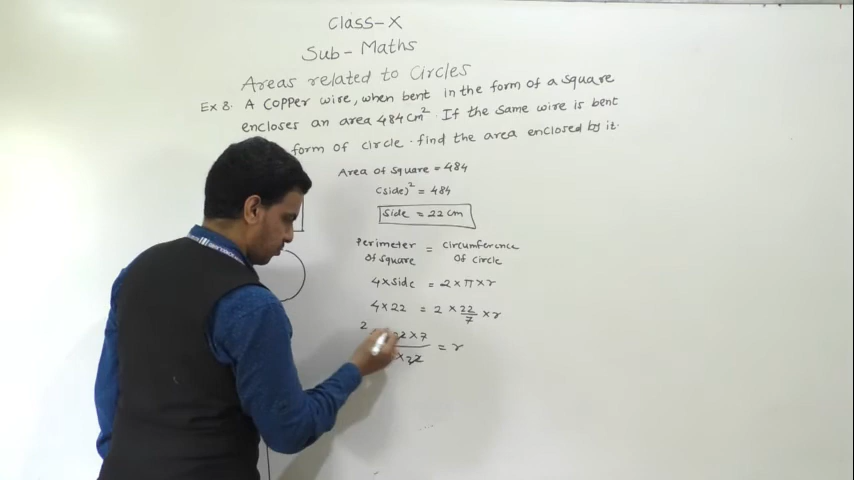 Class-X
Sub-Maths
Areas related to Circles
Ex 8. A copper wire, when bent in the form of a square
encloses an area 484 cm². If the same wire is bent
form of circle. find the area enclosed by it.
Area of square = 484
(side)² = 484
side = 22 cm
Perimeter of square = circumference of circle
4 × side = 2 × π × r
4 × 22 = 2 × 22/7 × r
2
22 × 7 / × 22 = r